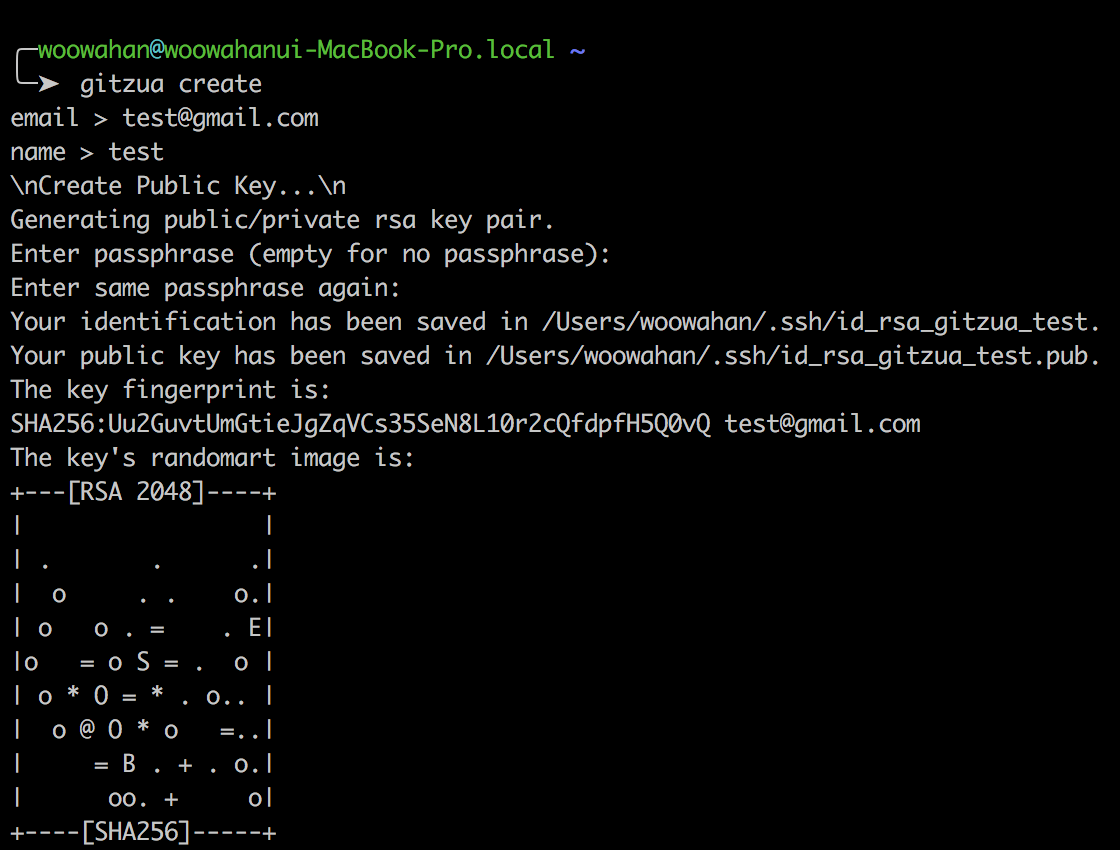 woowahan@woowahanui-MacBook-Pro.local ~
➤  gitzua create
email > test@gmail.com
name > test
\nCreate Public Key...\n
Generating public/private rsa key pair.
Enter passphrase (empty for no passphrase):
Enter same passphrase again:
Your identification has been saved in /Users/woowahan/.ssh/id_rsa_gitzua_test.
Your public key has been saved in /Users/woowahan/.ssh/id_rsa_gitzua_test.pub.
The key fingerprint is:
SHA256:Uu2GuvtUmGtieJgZqVCs35SeN8L10r2cQfdpfH5Q0vQ test@gmail.com
The key's randomart image is:
+---[RSA 2048]----+
|                 |
| .       .      .|
|  o     . .    o.|
| o   o . =    . E|
|o   = o S = .  o |
| o * O = * . o.. |
|  o @ O * o   =..|
|     = B . + . o.|
|      oo. +     o|
+----[SHA256]-----+